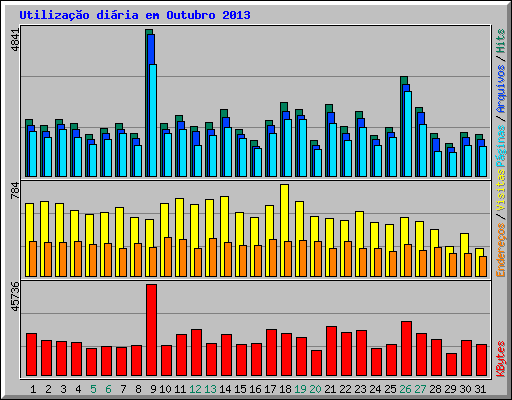 Utilização diária em Outubro 2013
4841
784
45736
Endereços / visitas Páginas / Arquivos / Hits
KBytes
1 2 3 4 5 6 7 8 9 10 11 12 13 14 15 16 17 18 19 20 21 22 23 24 25 26 27 28 29 30 31